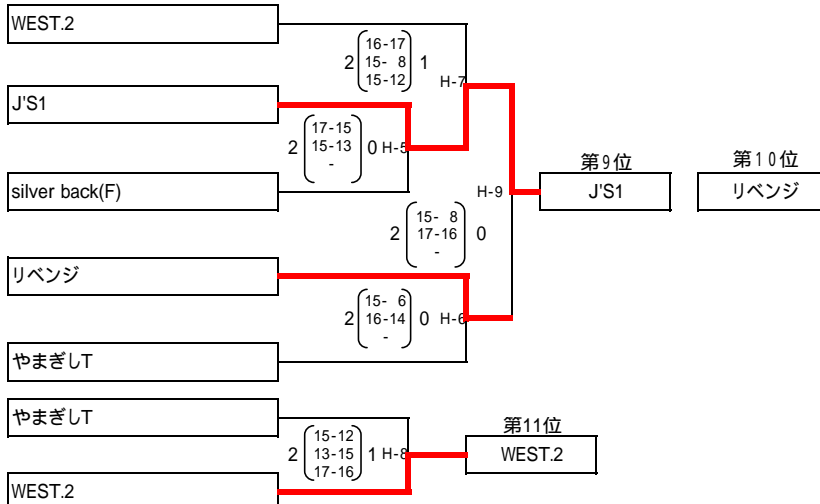 WEST.2
16-17
2 15- 8 1
15-12
H-7
J'S1
17-15
2 15-13 0 H-5
-
silver back(F)
H-9
第9位
J'S1
第10位
リベンジ
15- 8
2 17-16 0
-
リベンジ
15- 6
2 16-14 0 H-6
-
やまぎしT
やまぎしT
15-12
2 13-15 1 H-8
17-16
第11位
WEST.2
WEST.2